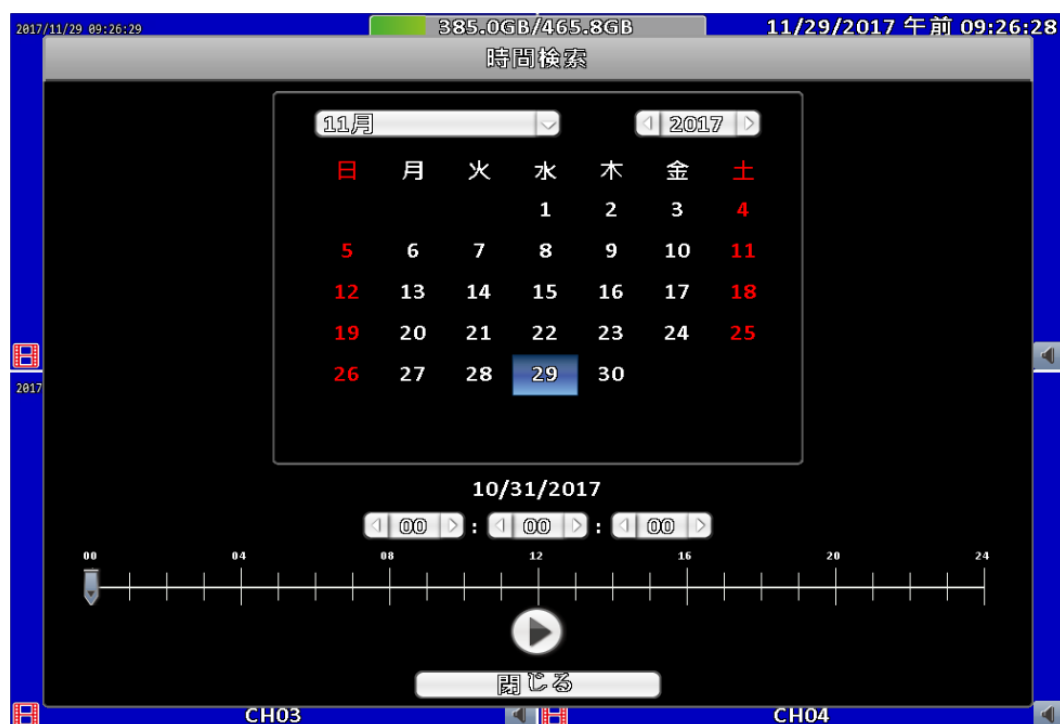 2017/11/29 09:26:29
385.0GB/465.8GB
11/29/2017 午前 09:26:28
時間検索
11月
2017
日 月 火 水 木 金 土
1 2 3 4
5 6 7 8 9 10 11
12 13 14 15 16 17 18
19 20 21 22 23 24 25
26 27 28 29 30
2017
10/31/2017
00 : 00 : 00
00 04 08 12 16 20 24
閉じる
CH03
CH04